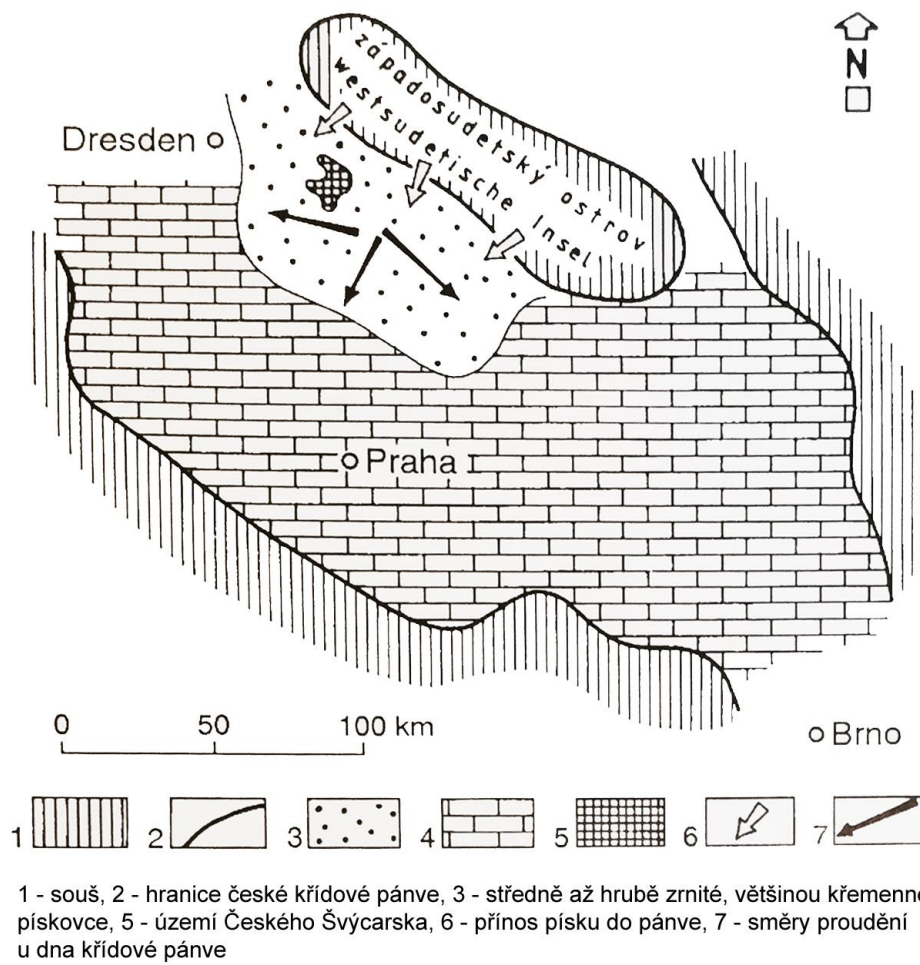 N
Dresden
západosudetský ostrov
westsudetische Insel
Praha
0 50 100 km
Brno
1 2 3 4 5 6 7
1 - souš, 2 - hranice české křídové pánve, 3 - středně až hrubě zrnité, většinou křemenné
pískovce, 5 - území Českého Švýcarska, 6 - přínos písku do pánve, 7 - směry proudění
u dna křídové pánve